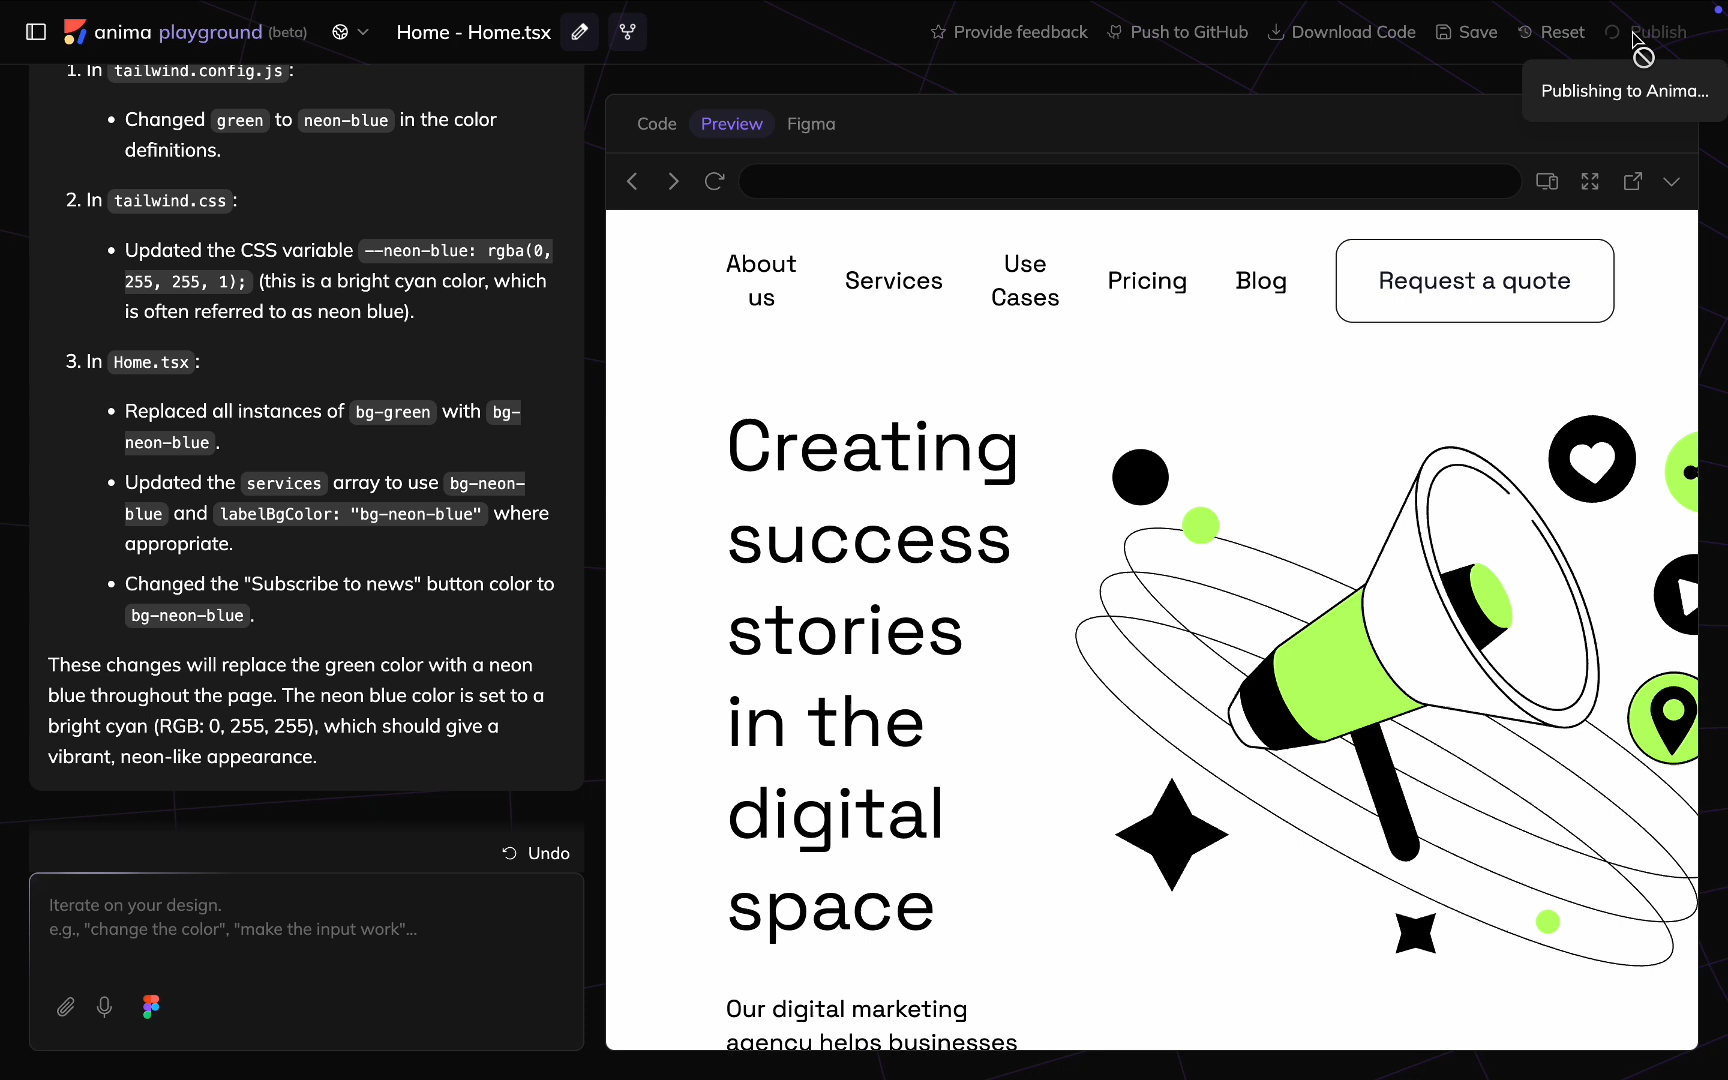 anima playground (beta)
Home - Home.tsx
Provide feedback
Push to GitHub
Download Code
Save
Reset
Publish
Publishing to Anima...
1. In tailwind.config.js:
• Changed green to neon-blue in the color
definitions.
2. In tailwind.css:
• Updated the CSS variable --neon-blue: rgba(0,
255, 255, 1); (this is a bright cyan color, which
is often referred to as neon blue).
3. In Home.tsx:
• Replaced all instances of bg-green with bg-
neon-blue.
• Updated the services array to use bg-neon-
blue and labelBgColor: "bg-neon-blue" where
appropriate.
• Changed the "Subscribe to news" button color to
bg-neon-blue.
These changes will replace the green color with a neon
blue throughout the page. The neon blue color is set to a
bright cyan (RGB: 0, 255, 255), which should give a
vibrant, neon-like appearance.
Undo
Iterate on your design.
e.g., "change the color", "make the input work"...
Code
Preview
Figma
About
us
Services
Use
Cases
Pricing
Blog
Request a quote
Creating
success
stories
in the
digital
space
Our digital marketing
agency helps businesses